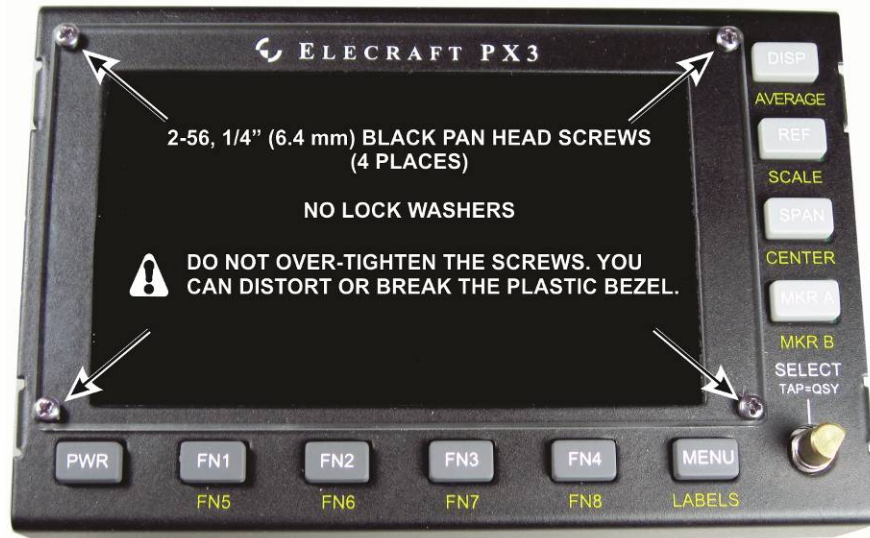 ELECRAFT PX3
DISP
AVERAGE
2-56, 1/4” (6.4 mm) BLACK PAN HEAD SCREWS
(4 PLACES)
REF
SCALE
NO LOCK WASHERS
SPAN
CENTER
! DO NOT OVER-TIGHTEN THE SCREWS. YOU
CAN DISTORT OR BREAK THE PLASTIC BEZEL.
MKR A
MKR B
SELECT
TAP=QSY
PWR FN1 FN2 FN3 FN4 MENU
FN5 FN6 FN7 FN8 LABELS